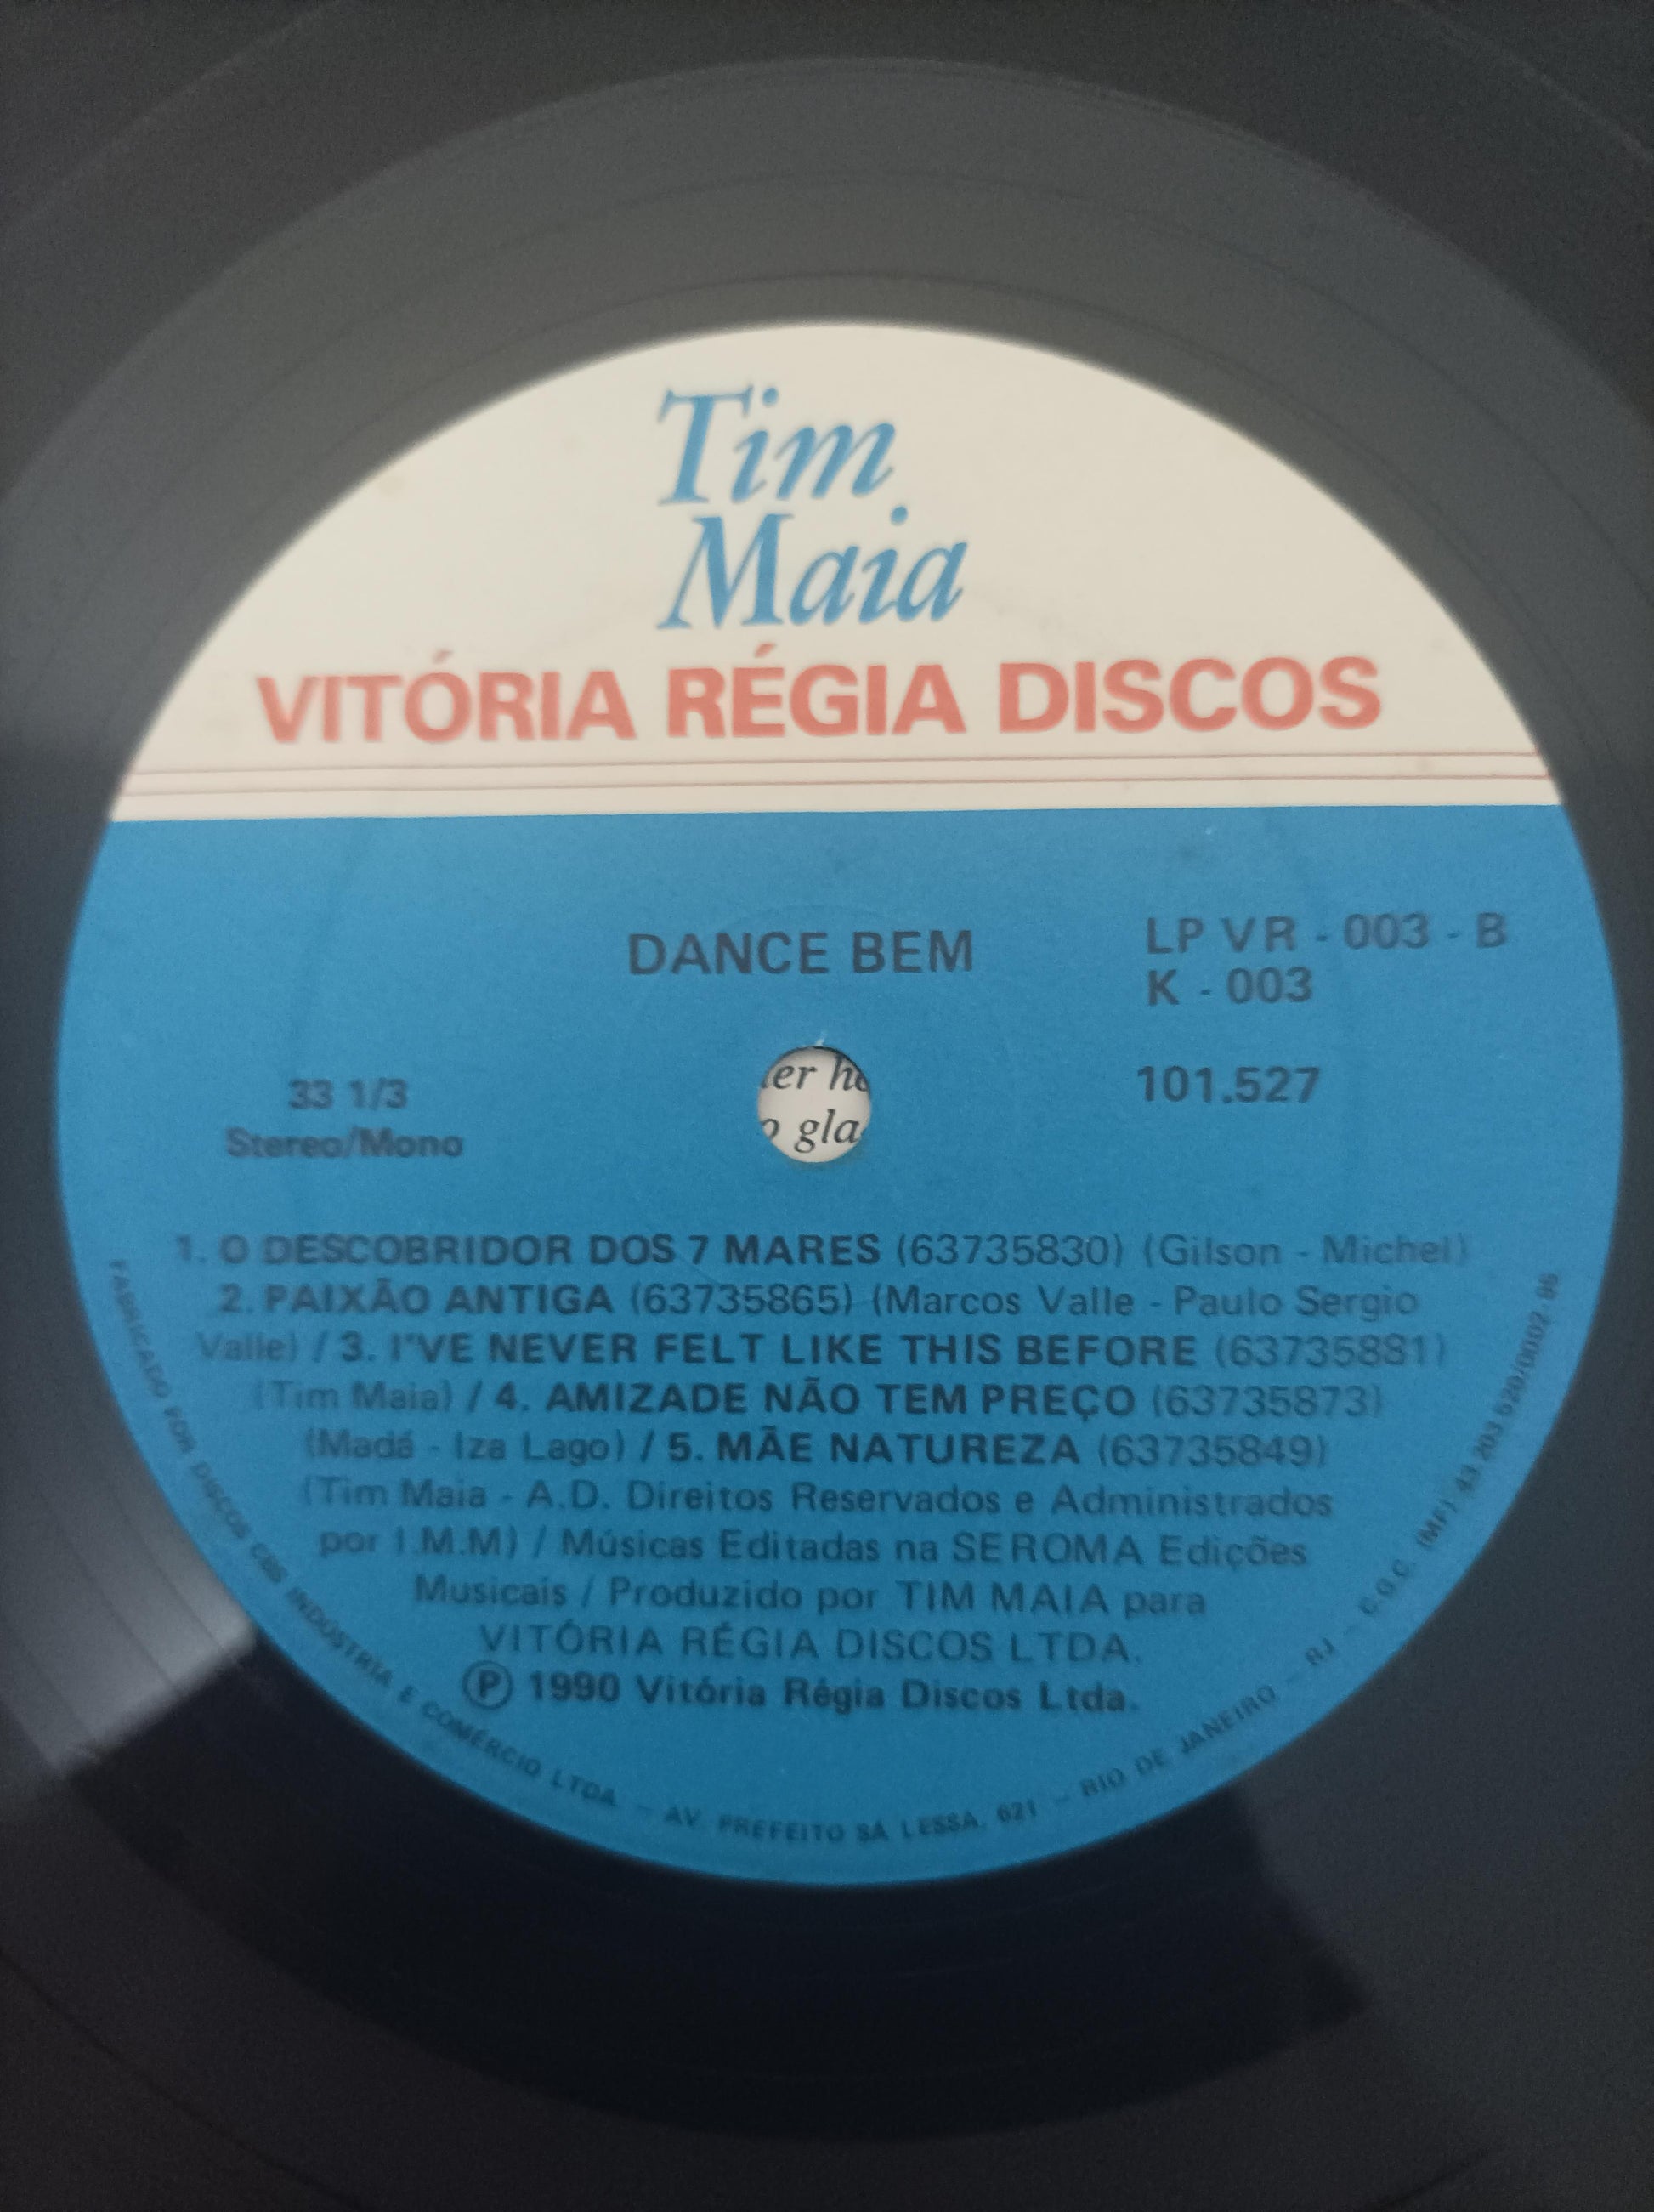 Tim
Maia
VITÓRIA RÉGIA DISCOS
DANCE BEM
LP VR - 003 - B
K - 003
33 1/3
Stereo/Mono
101.527
er
gla
1. O DESCOBRIDOR DOS 7 MARES (63735830) (Gilson - Michel)
2. PAIXÃO ANTIGA (63735865) (Marcos Valle - Paulo Sergio
Valle) / 3. I'VE NEVER FELT LIKE THIS BEFORE (63735881)
(Tim Maia) / 4. AMIZADE NÃO TEM PREÇO (63735873)
(Madá - Iza Lago) / 5. MÃE NATUREZA (63735849)
(Tim Maia - A.D. Direitos Reservados e Administrados
por I.M.M) / Músicas Editadas na SEROMA Edições
Musicais / Produzido por TIM MAIA para
VITÓRIA RÉGIA DISCOS LTDA.
Ⓟ 1990 Vitória Régia Discos Ltda.
FABRICADO POR DISCOS CBS INDÚSTRIA E COMÉRCIO LTDA. - AV. PREFEITO SÁ LESSA, 621 - RIO DE JANEIRO - RJ - C.G.C. (MF) 43.203.520/0002-96